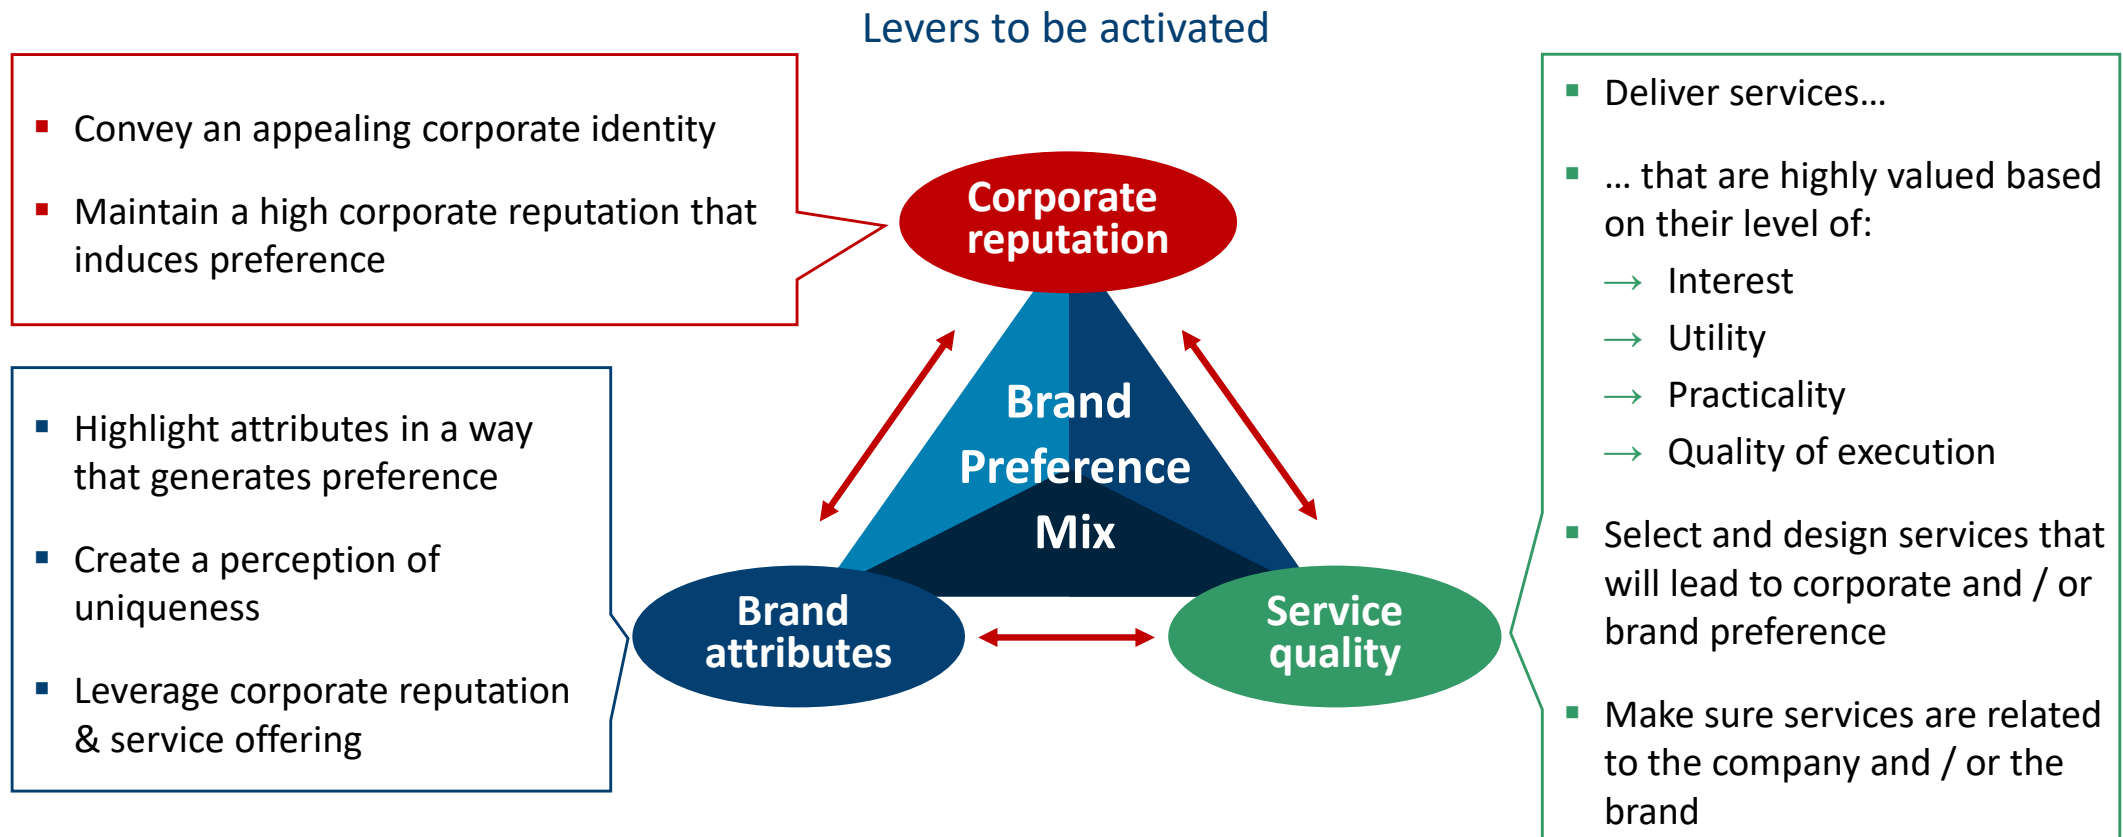 Levers to be activated
▪ Convey an appealing corporate identity
▪ Maintain a high corporate reputation that
induces preference
▪ Highlight attributes in a way
that generates preference
▪ Create a perception of
uniqueness
▪ Leverage corporate reputation
& service offering
Corporate
reputation
Brand
Preference
Mix
Brand
attributes
Service
quality
▪ Deliver services...
▪ ... that are highly valued based
on their level of:
→ Interest
→ Utility
→ Practicality
→ Quality of execution
▪ Select and design services that
will lead to corporate and / or
brand preference
▪ Make sure services are related
to the company and / or the
brand